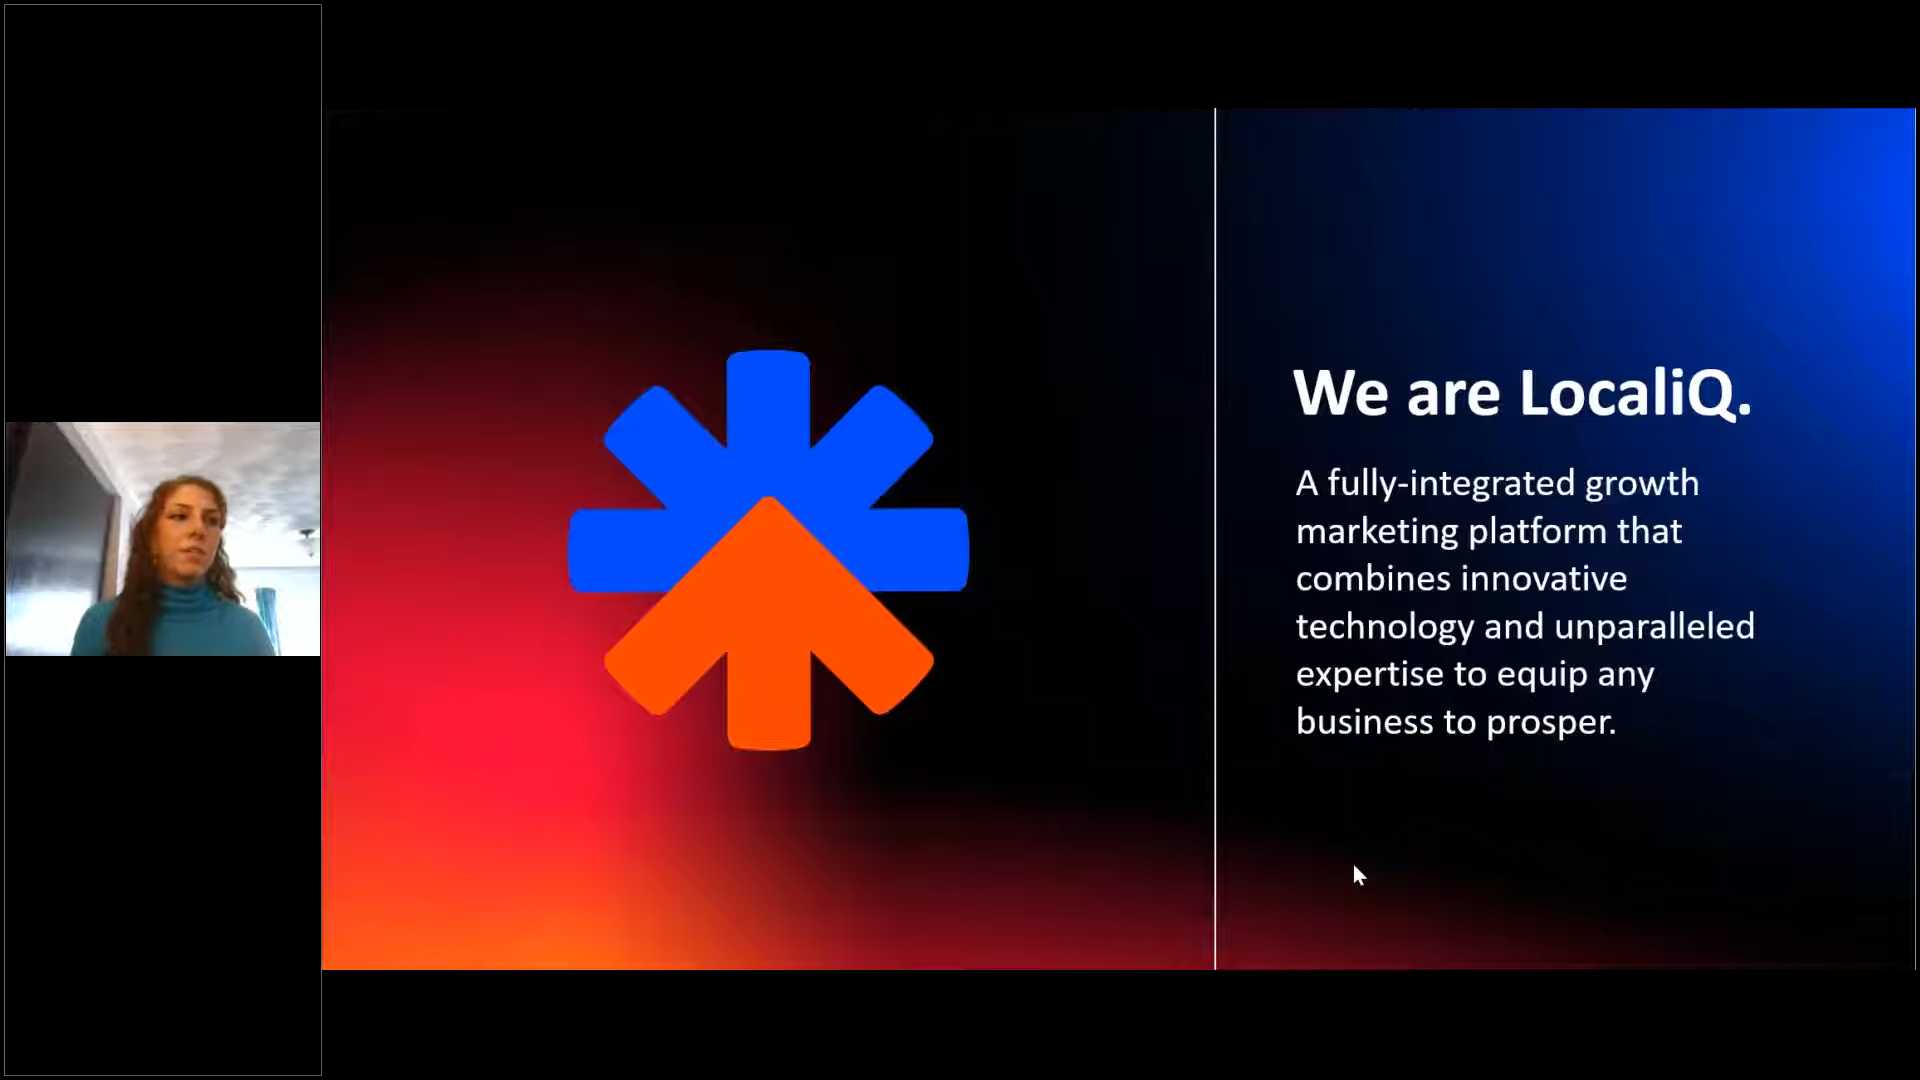 We are LocaliQ.
A fully-integrated growth
marketing platform that
combines innovative
technology and unparalleled
expertise to equip any
business to prosper.